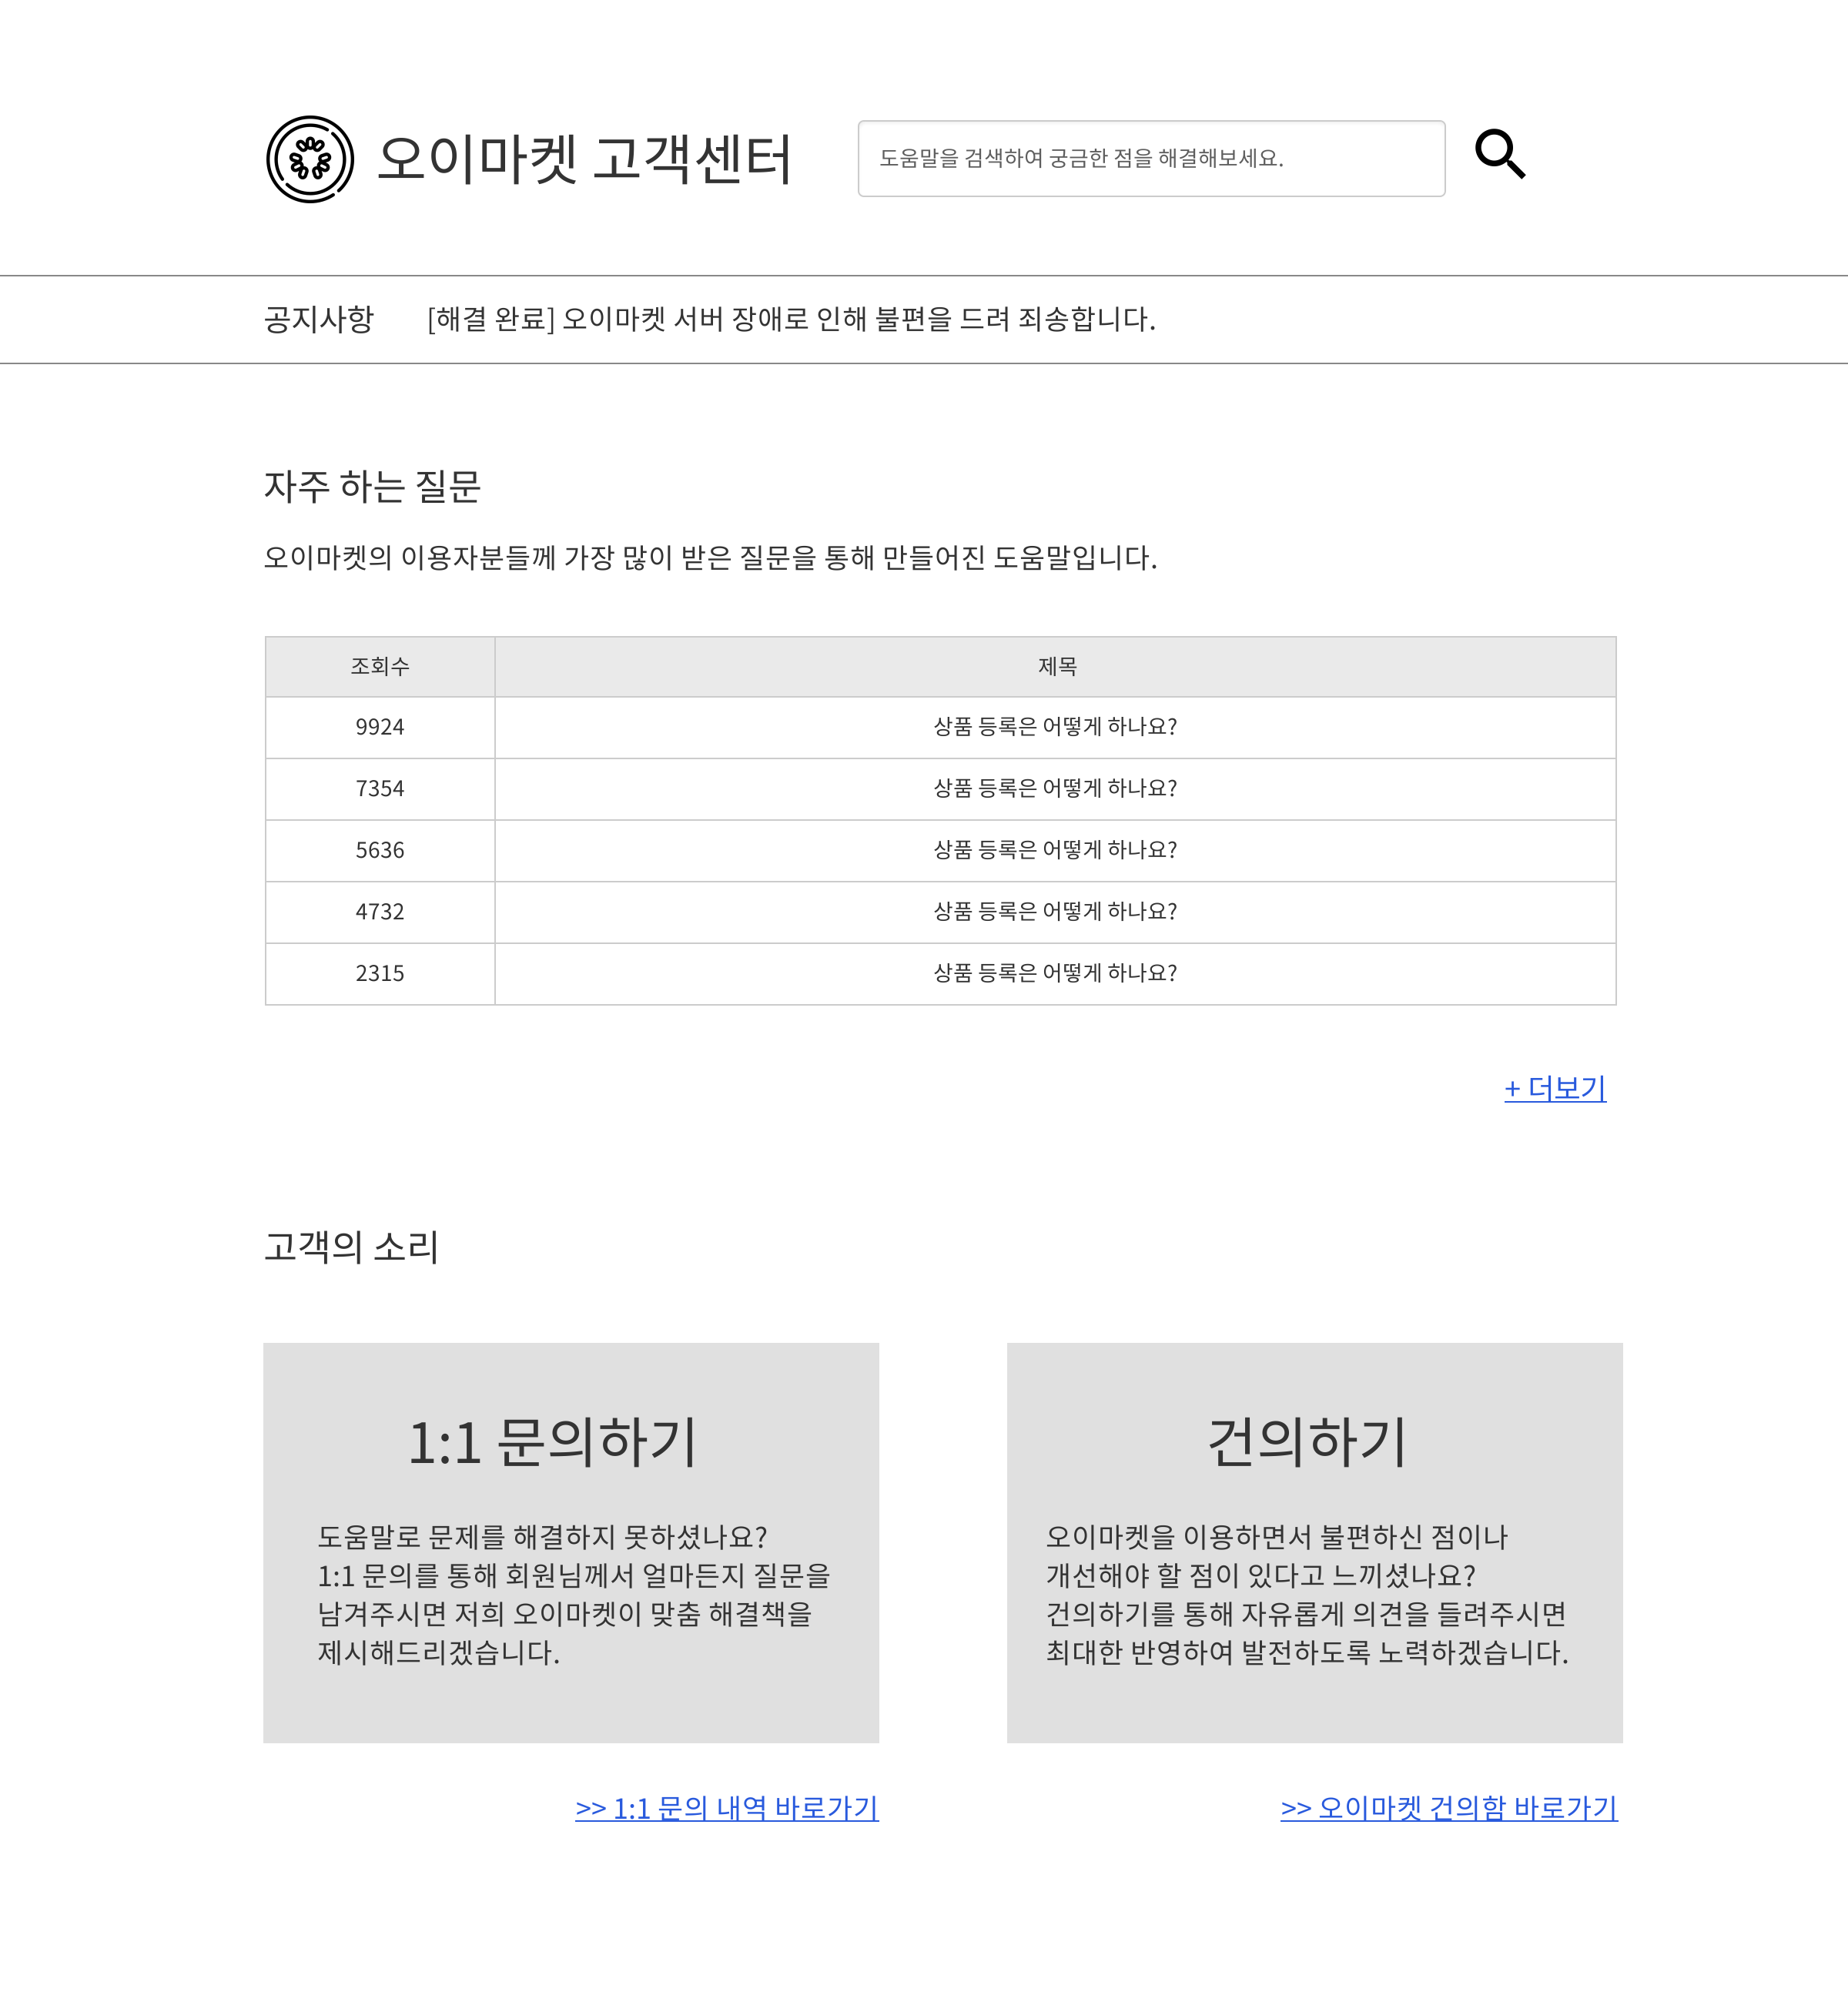 오이마켓 고객센터
도움말을 검색하여 궁금한 점을 해결해보세요.
공지사항 [해결 완료] 오이마켓 서버 장애로 인해 불편을 드려 죄송합니다.
자주 하는 질문
오이마켓의 이용자분들께 가장 많이 받은 질문을 통해 만들어진 도움말입니다.
조회수 제목
9924 상품 등록은 어떻게 하나요?
7354 상품 등록은 어떻게 하나요?
5636 상품 등록은 어떻게 하나요?
4732 상품 등록은 어떻게 하나요?
2315 상품 등록은 어떻게 하나요?
+ 더보기
고객의 소리
1:1 문의하기
도움말로 문제를 해결하지 못하셨나요?
1:1 문의를 통해 회원님께서 얼마든지 질문을
남겨주시면 저희 오이마켓이 맞춤 해결책을
제시해드리겠습니다.
>> 1:1 문의 내역 바로가기
건의하기
오이마켓을 이용하면서 불편하신 점이나
개선해야 할 점이 있다고 느끼셨나요?
건의하기를 통해 자유롭게 의견을 들려주시면
최대한 반영하여 발전하도록 노력하겠습니다.
>> 오이마켓 건의함 바로가기